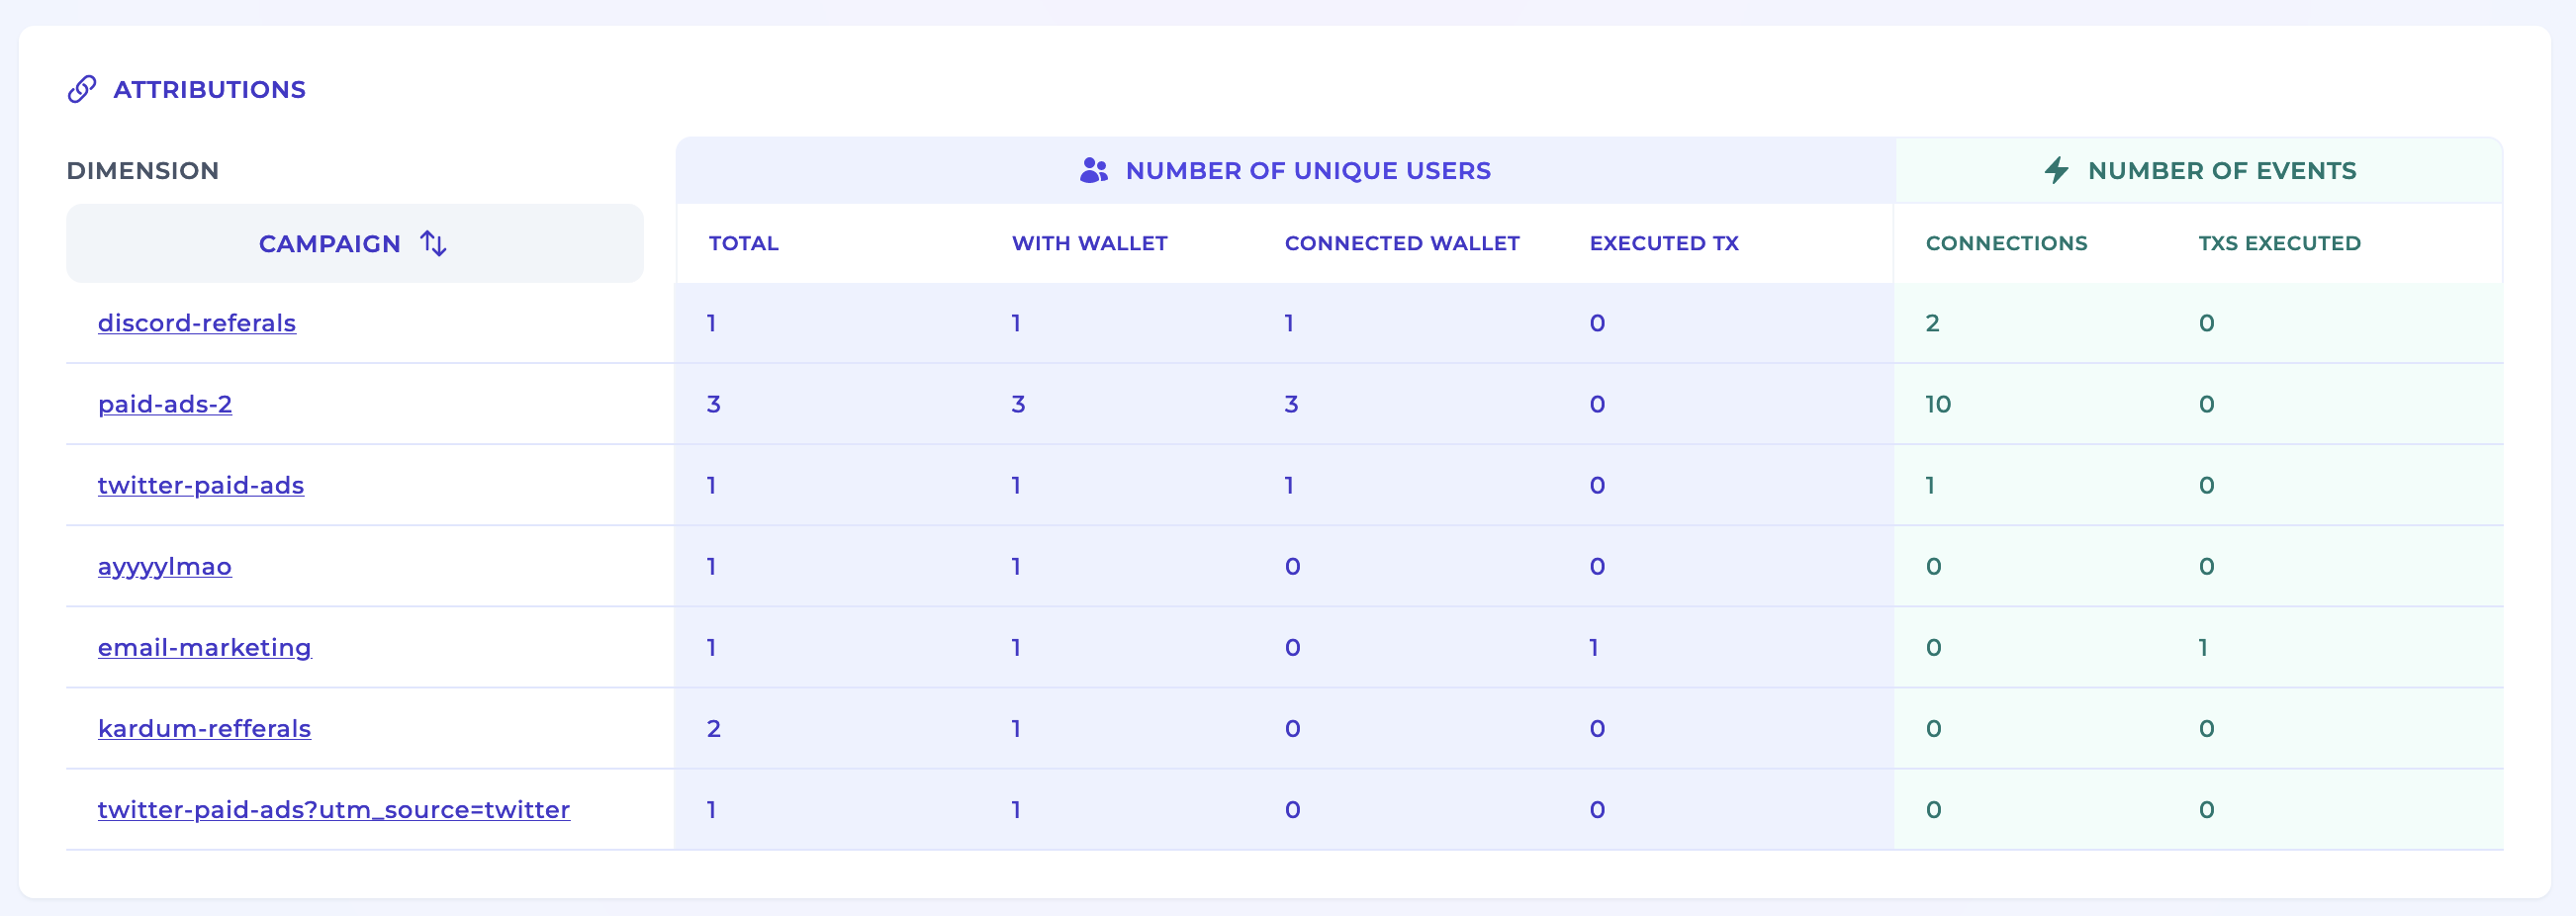 ATTRIBUTIONS
DIMENSION NUMBER OF UNIQUE USERS NUMBER OF EVENTS
CAMPAIGN TOTAL WITH WALLET CONNECTED WALLET EXECUTED TX CONNECTIONS TXS EXECUTED
discord-referals 1 1 1 0 2 0
paid-ads-2 3 3 3 0 10 0
twitter-paid-ads 1 1 1 0 1 0
ayyyylmao 1 1 0 0 0 0
email-marketing 1 1 0 1 0 1
kardum-refferals 2 1 0 0 0 0
twitter-paid-ads?utm_source=twitter 1 1 0 0 0 0